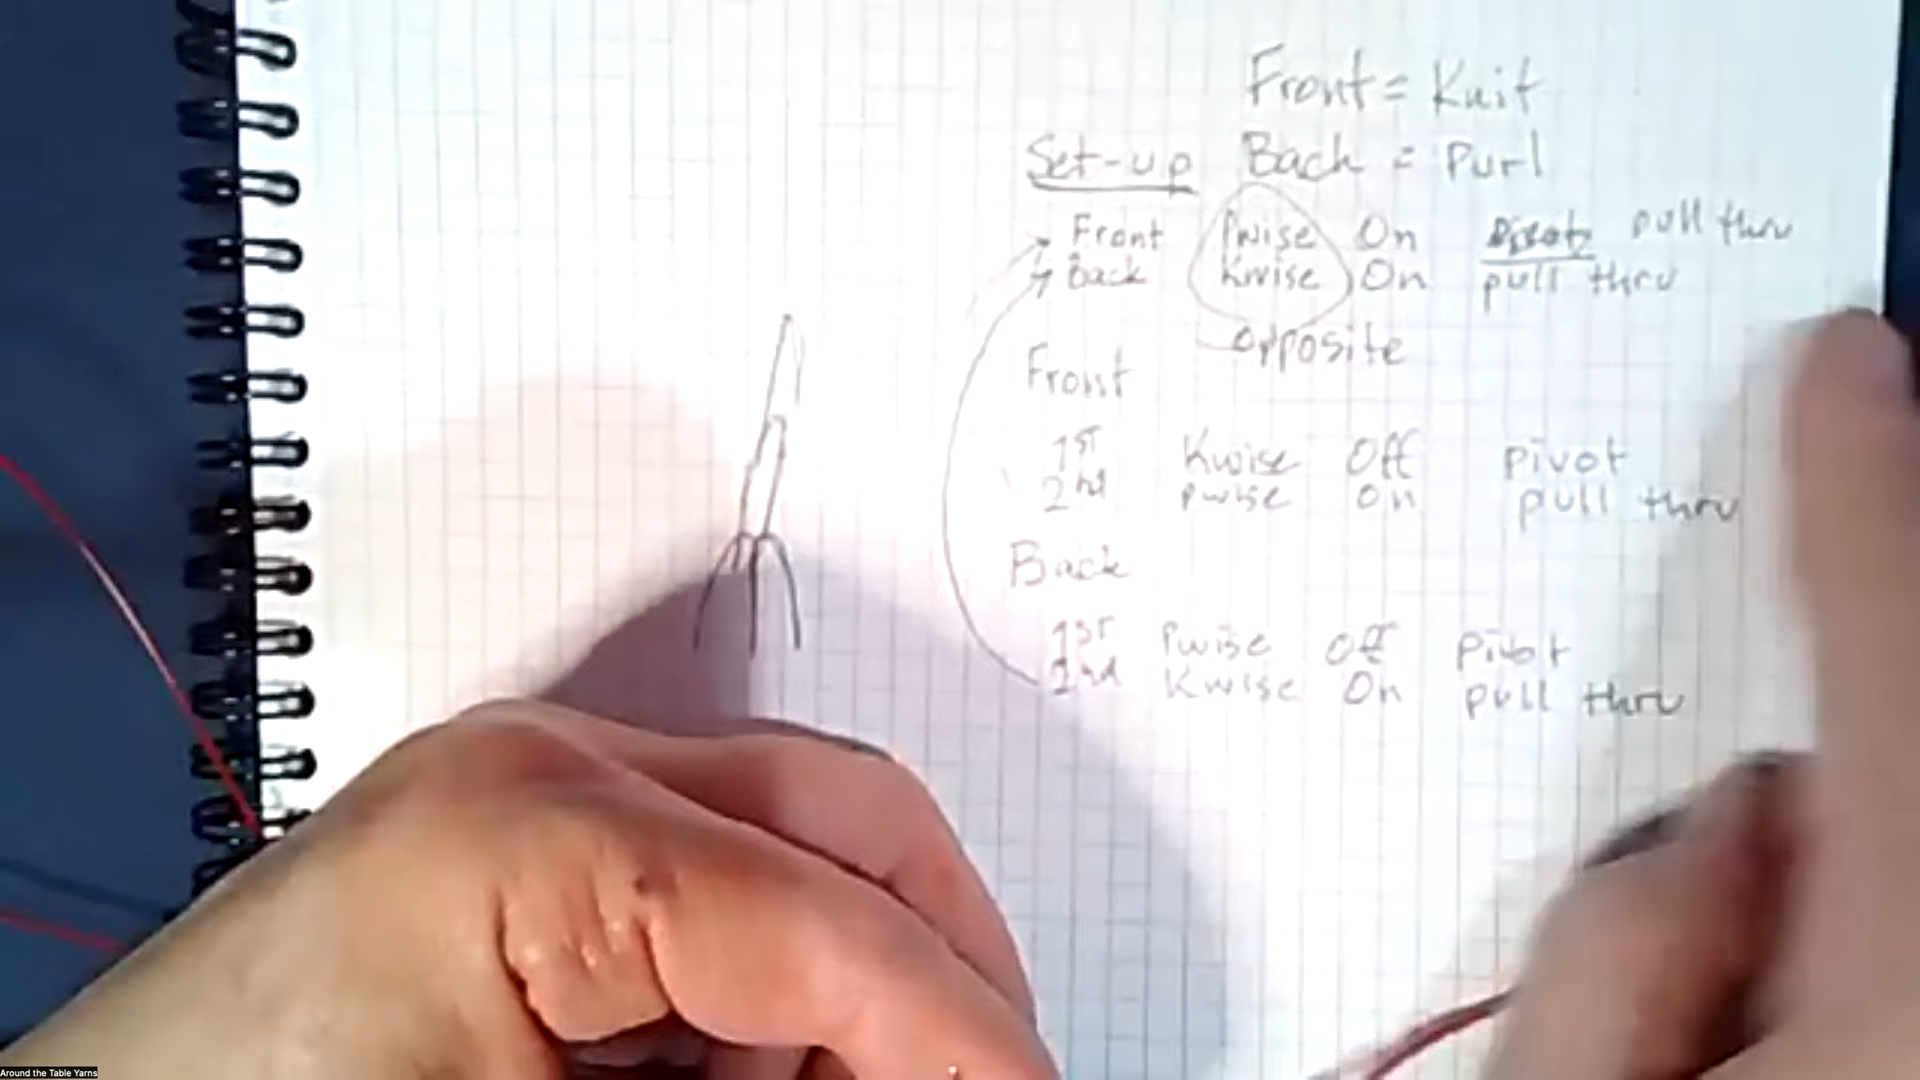 Front = Knit
Set-up Back = Purl
Front Pwise On pull thru
Back Kwise On pull thru
opposite
Front
1st Kwise Off pivot
2nd pwise on pull thru
Back
1st Pwise Off Pivot
2nd Kwise On pull thru
Around the Table Yarns